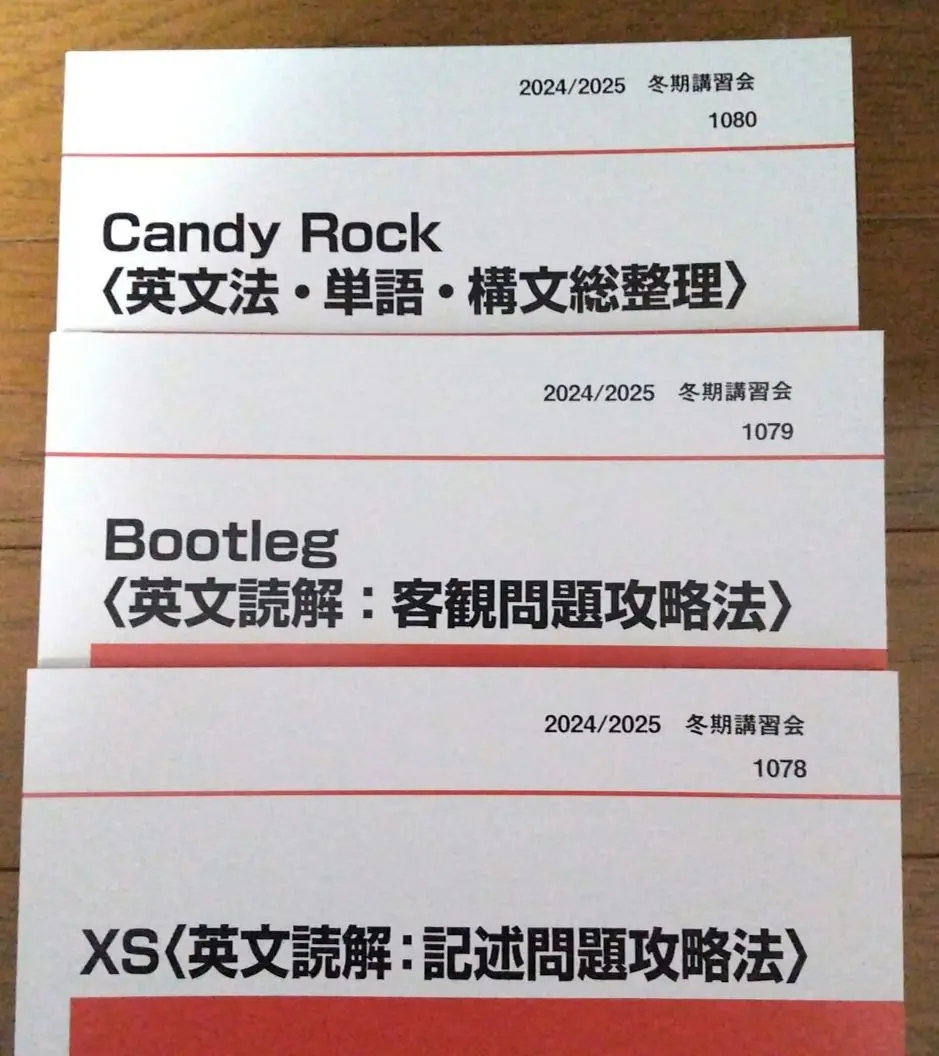 2024/2025 冬期講習会
1080
Candy Rock
〈英文法・単語・構文総整理〉
2024/2025 冬期講習会
1079
Bootleg
〈英文読解：客観問題攻略法〉
2024/2025 冬期講習会
1078
XS〈英文読解：記述問題攻略法〉